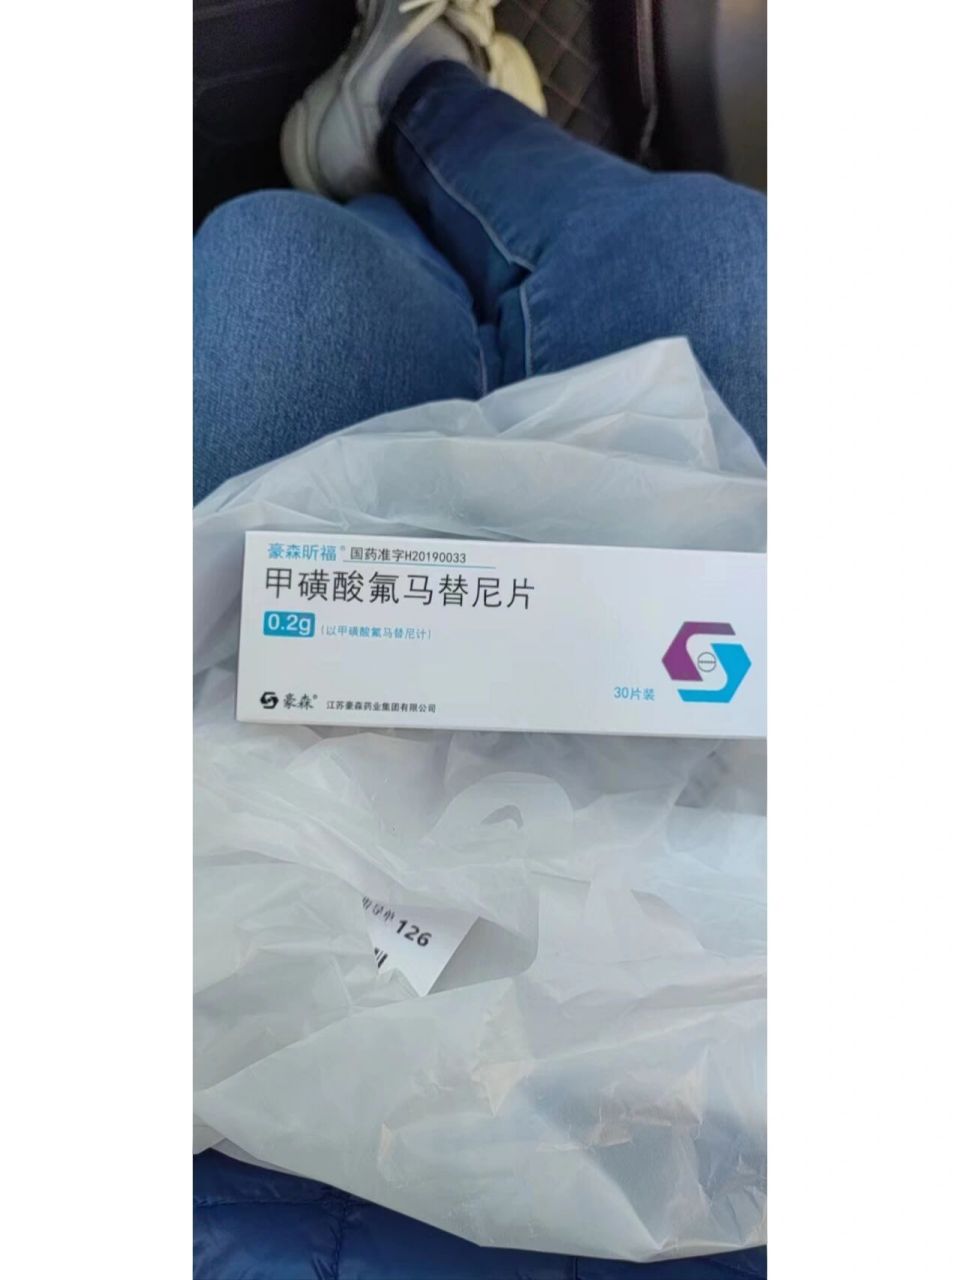 豪森昕福® 国药准字H20190033
甲磺酸氟马替尼片
0.2g (以甲磺酸氟马替尼计)
30片装
豪森® 江苏豪森药业集团有限公司
126